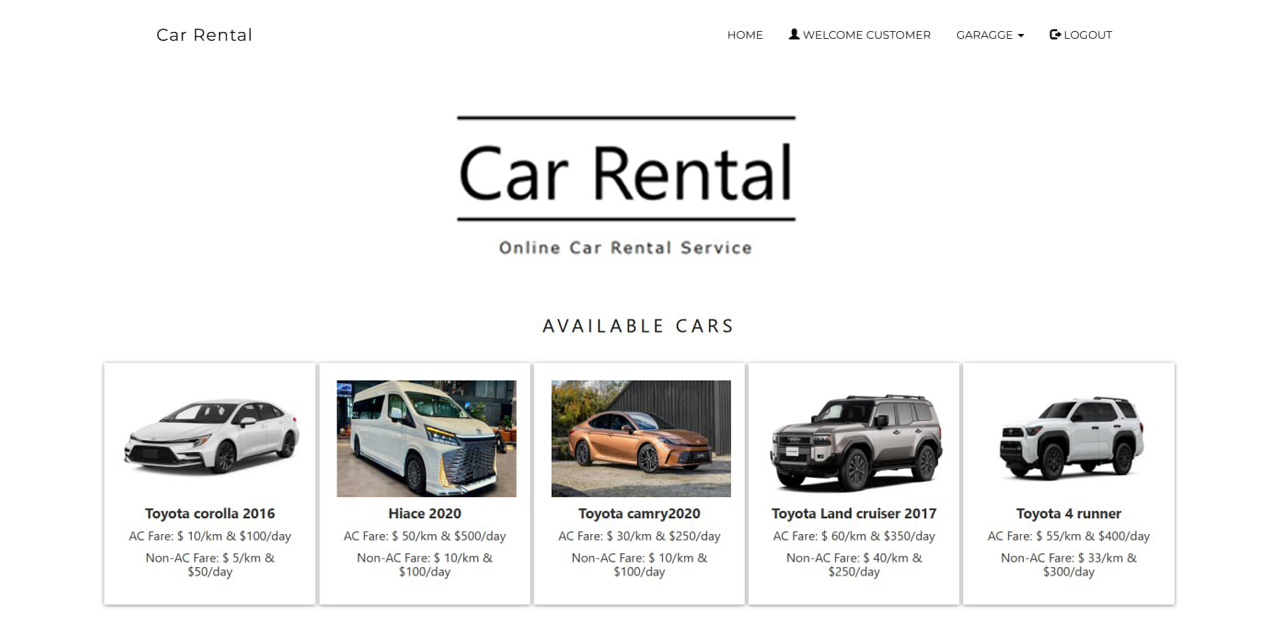 Car Rental
HOME
WELCOME CUSTOMER
GARAGGE
LOGOUT
Car Rental
Online Car Rental Service
AVAILABLE CARS
Toyota corolla 2016
AC Fare: $ 10/km & $100/day
Non-AC Fare: $ 5/km &
$50/day
Hiace 2020
AC Fare: $ 50/km & $500/day
Non-AC Fare: $ 10/km &
$100/day
Toyota camry2020
AC Fare: $ 30/km & $250/day
Non-AC Fare: $ 10/km &
$100/day
Toyota Land cruiser 2017
AC Fare: $ 60/km & $350/day
Non-AC Fare: $ 40/km &
$250/day
Toyota 4 runner
AC Fare: $ 55/km & $400/day
Non-AC Fare: $ 33/km &
$300/day